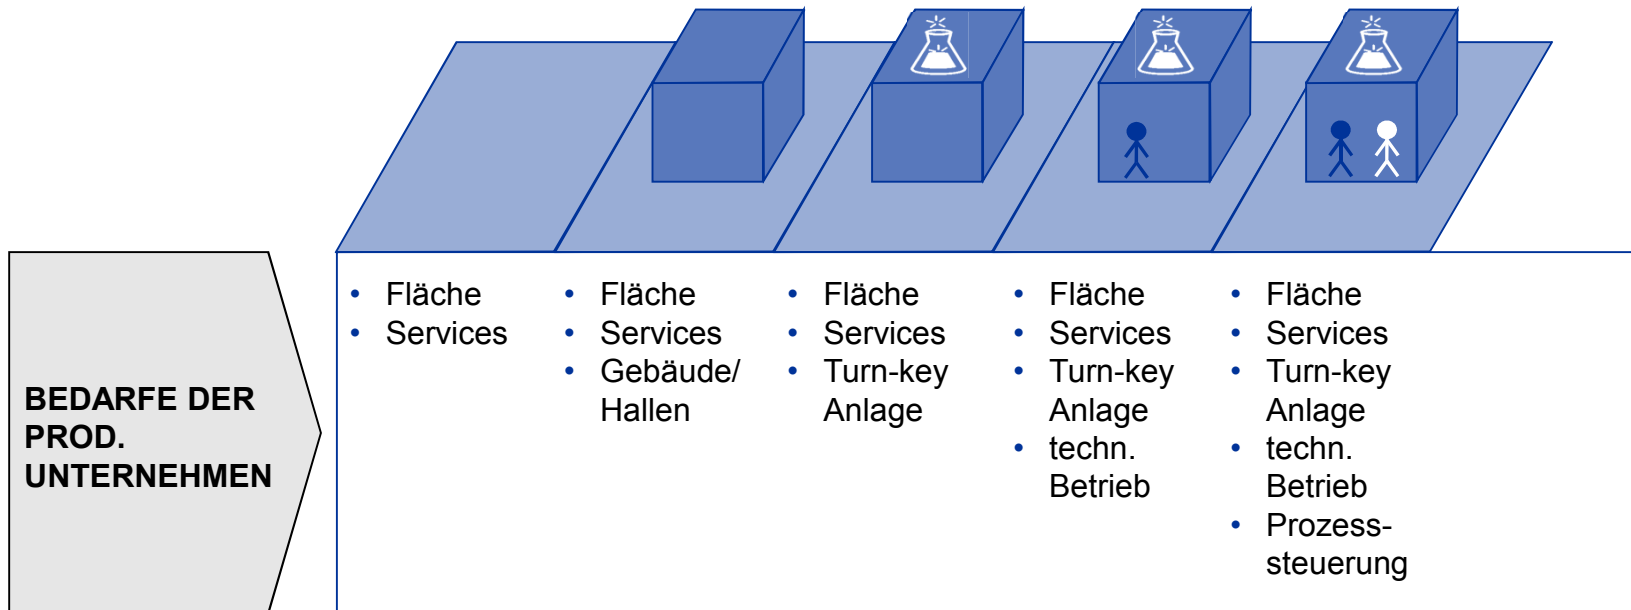 BEDARFE DER
PROD.
UNTERNEHMEN
• Fläche
• Services
• Fläche
• Services
• Gebäude/
Hallen
• Fläche
• Services
• Turn-key
Anlage
• Fläche
• Services
• Turn-key
Anlage
• techn.
Betrieb
• Fläche
• Services
• Turn-key
Anlage
• techn.
Betrieb
• Prozess-
steuerung